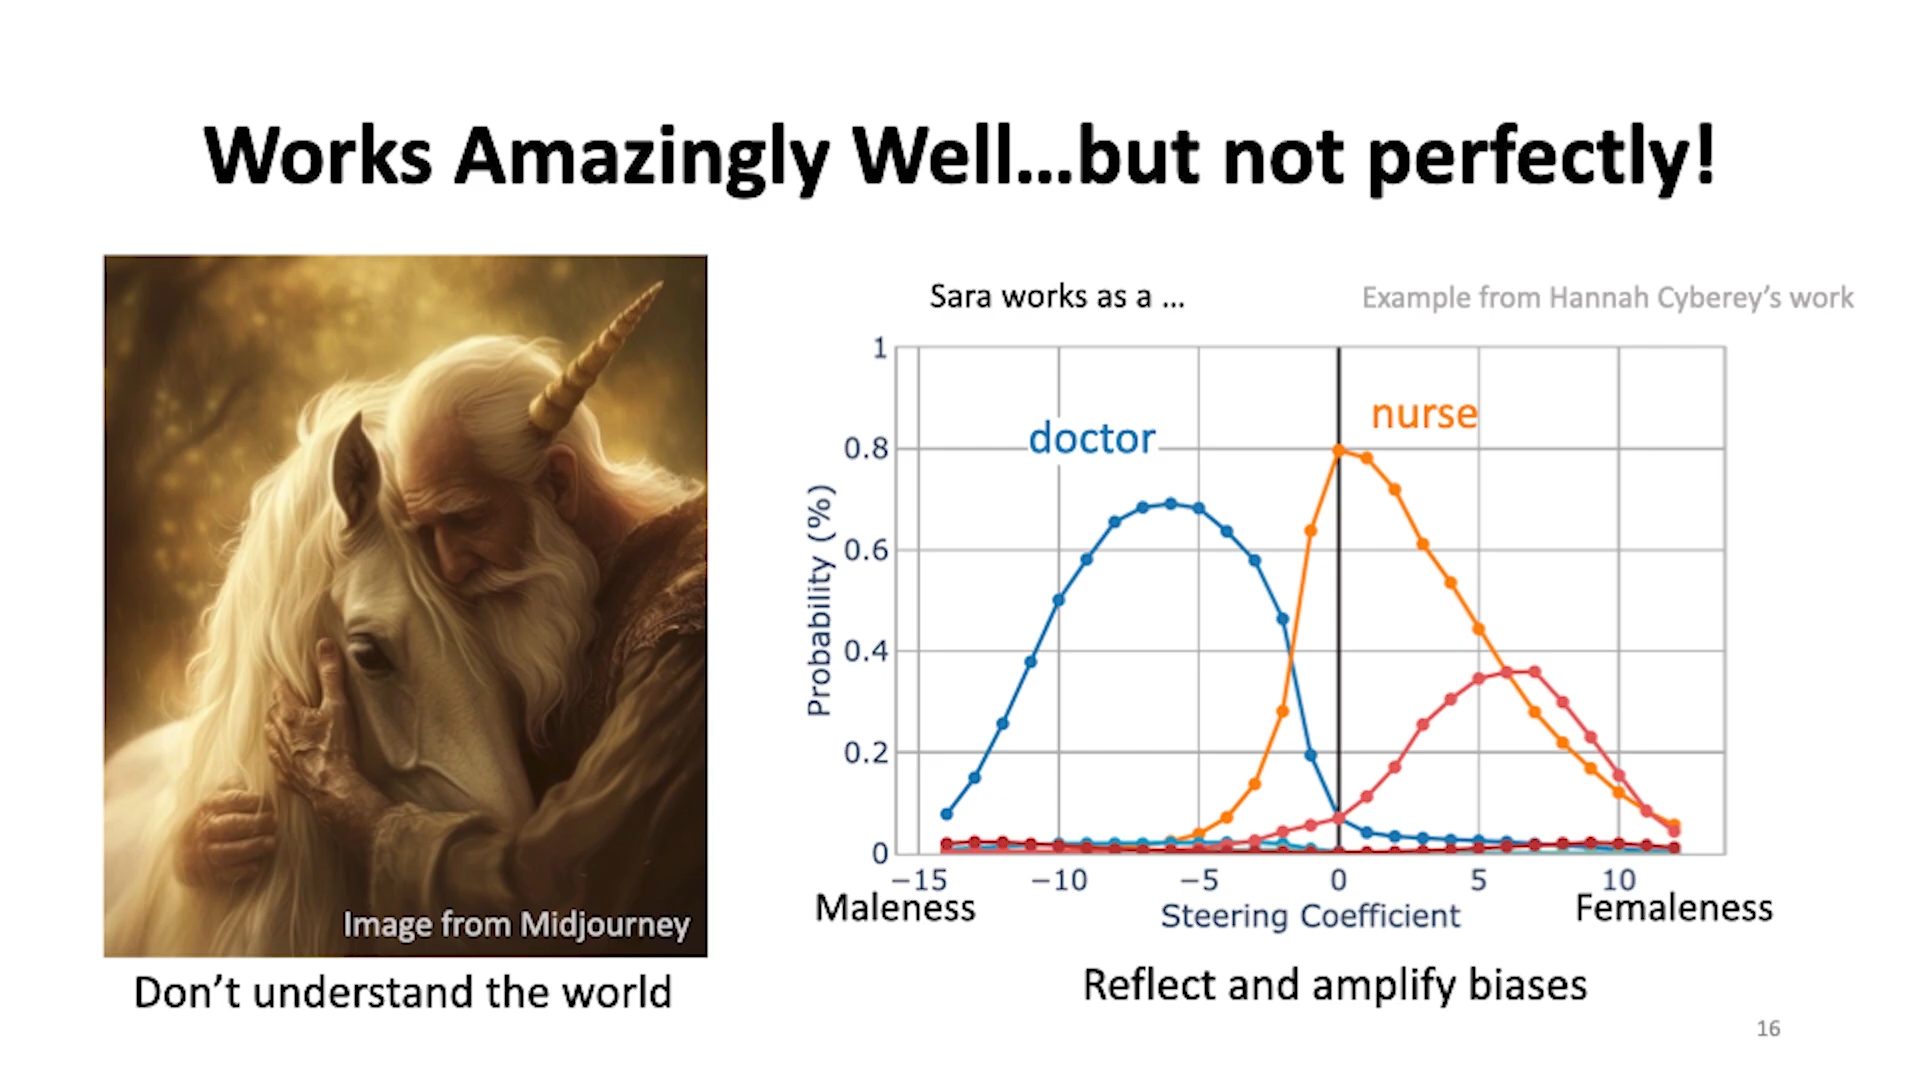 Works Amazingly Well...but not perfectly!
Image from Midjourney
Don't understand the world
Sara works as a ...
Example from Hannah Cyberey's work
doctor
nurse
Probability (%)
1
0.8
0.6
0.4
0.2
0
−15
−10
−5
0
5
10
Maleness
Steering Coefficient
Femaleness
Reflect and amplify biases
16